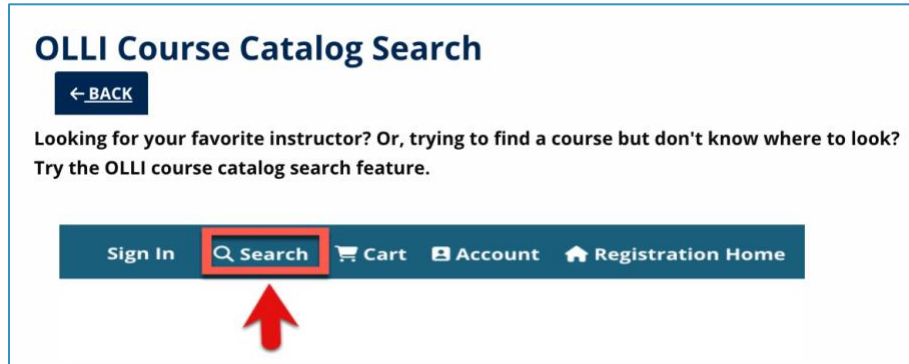 OLLI Course Catalog Search
BACK
Looking for your favorite instructor? Or, trying to find a course but don't know where to look?
Try the OLLI course catalog search feature.
Sign In Search Cart Account Registration Home